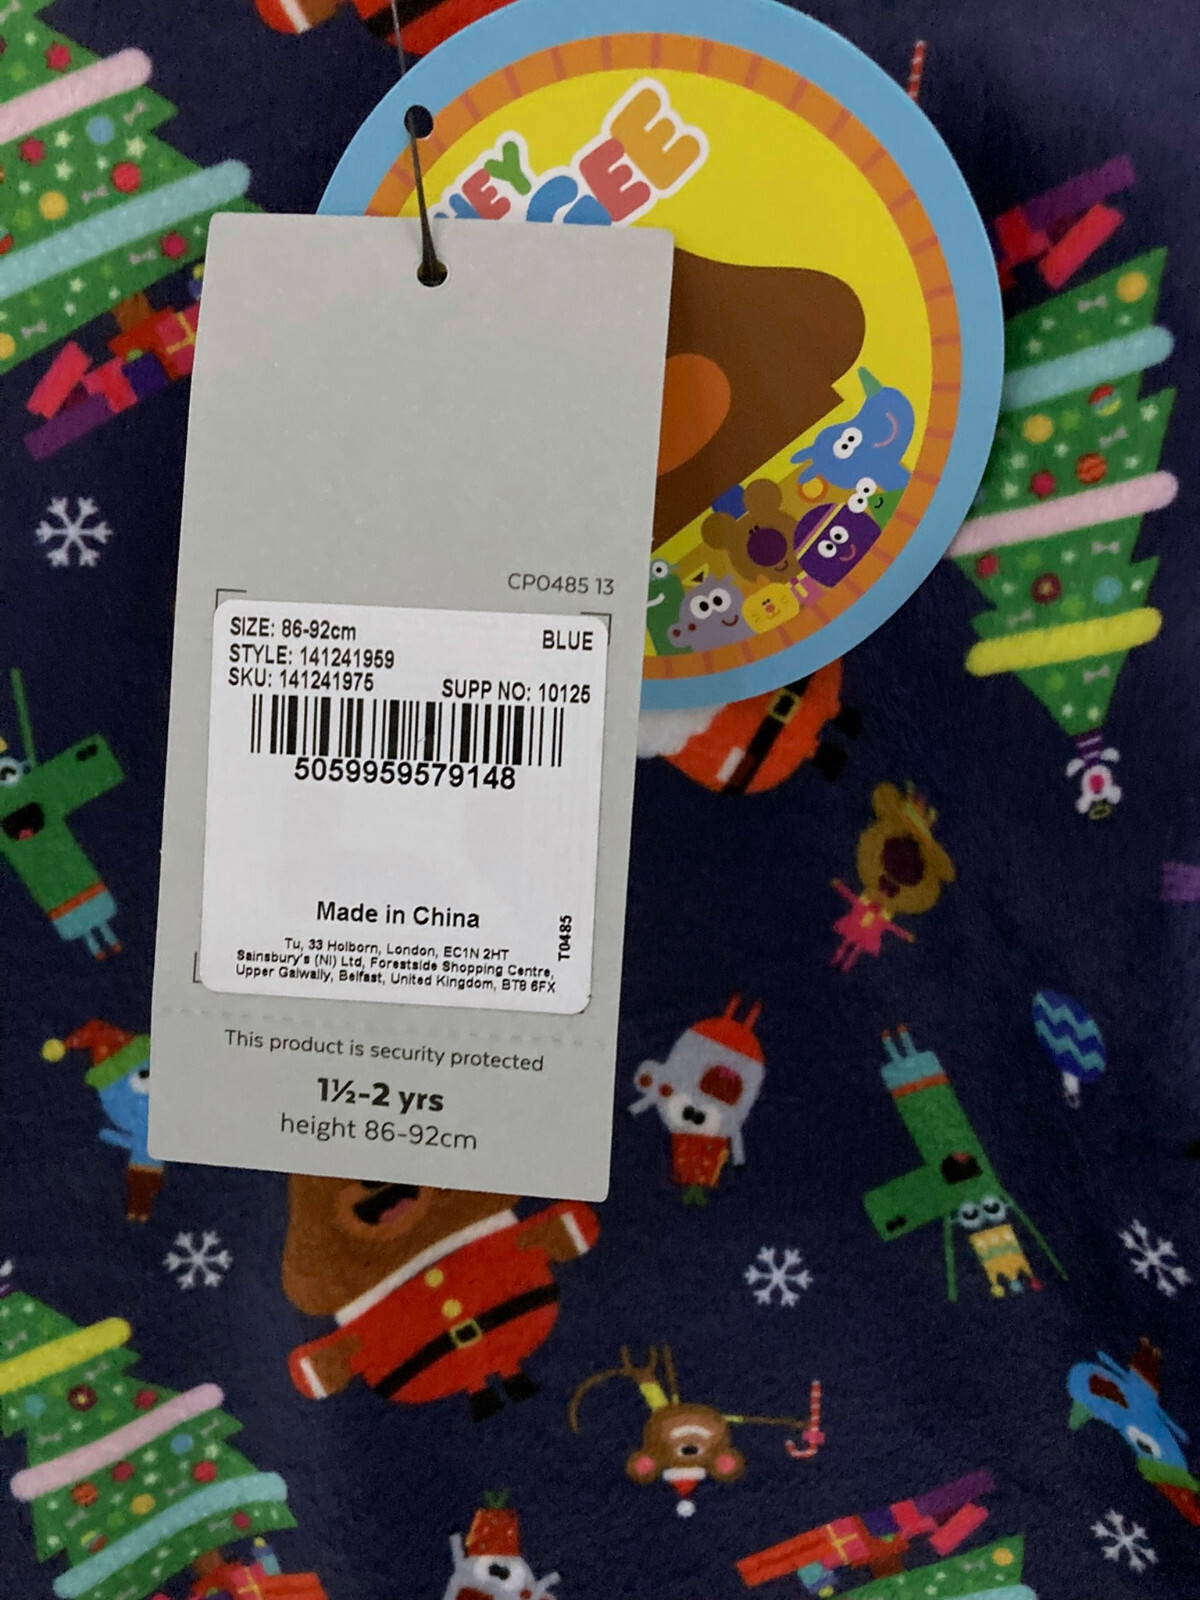 HEY
GEE
CP0485 13
SIZE: 86-92cm
BLUE
STYLE: 141241959
SKU: 141241975
SUPP NO: 10125
5059959579148
Made in China
T0485
Tu, 33 Holborn, London, EC1N 2HT
Sainsbury's (NI) Ltd, Forestside Shopping Centre,
Upper Galwally, Belfast, United Kingdom, BT8 6FX
This product is security protected
1½-2 yrs
height 86-92cm